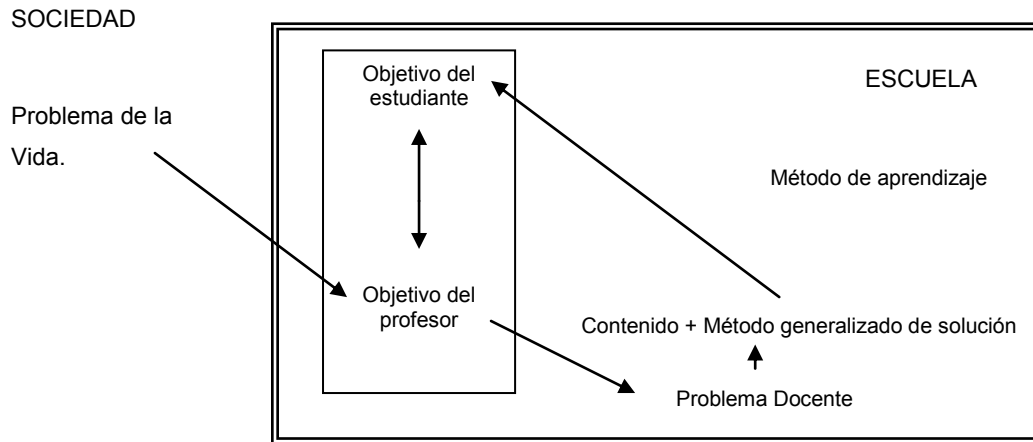 SOCIEDAD
Objetivo del
estudiante
ESCUELA
Problema de la
Vida.
Método de aprendizaje
Objetivo del
profesor
Contenido + Método generalizado de solución
Problema Docente